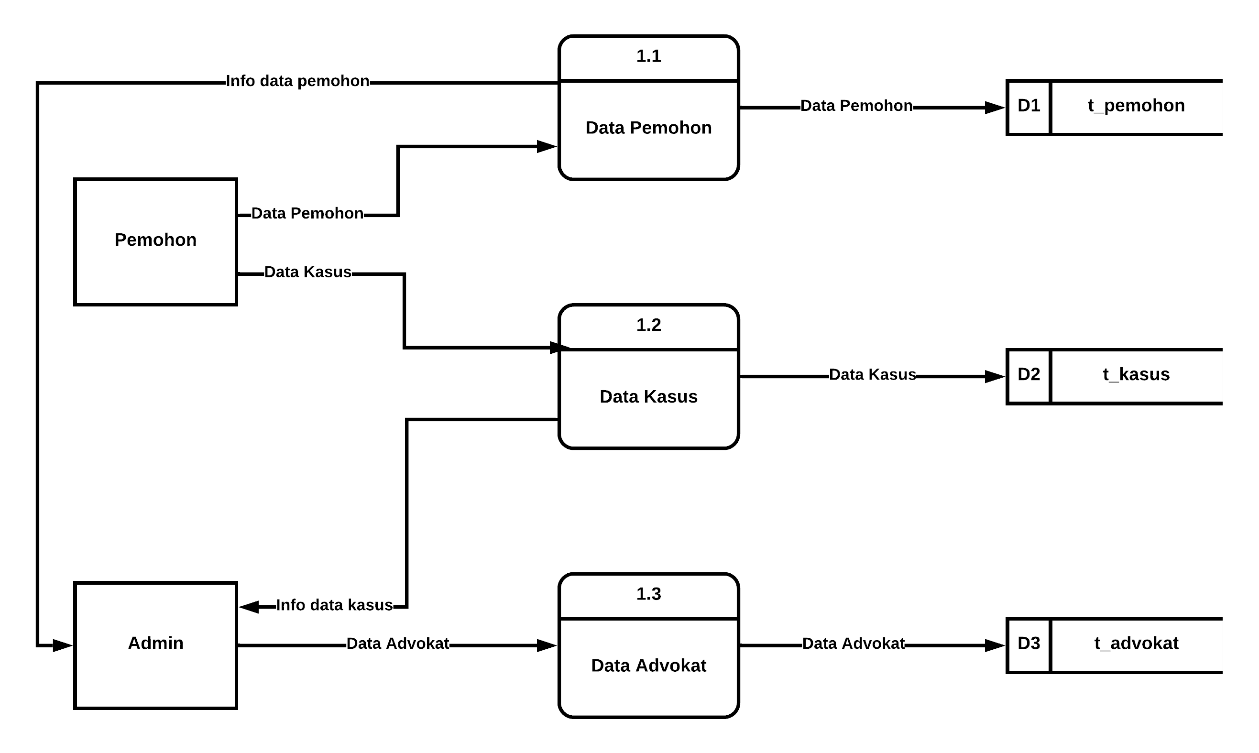 1.1
Info data pemohon
Data Pemohon
Data Pemohon
D1
t_pemohon
Data Pemohon
Pemohon
Data Kasus
1.2
Data Kasus
Data Kasus
D2
t_kasus
1.3
Info data kasus
Admin
Data Advokat
Data Advokat
Data Advokat
D3
t_advokat